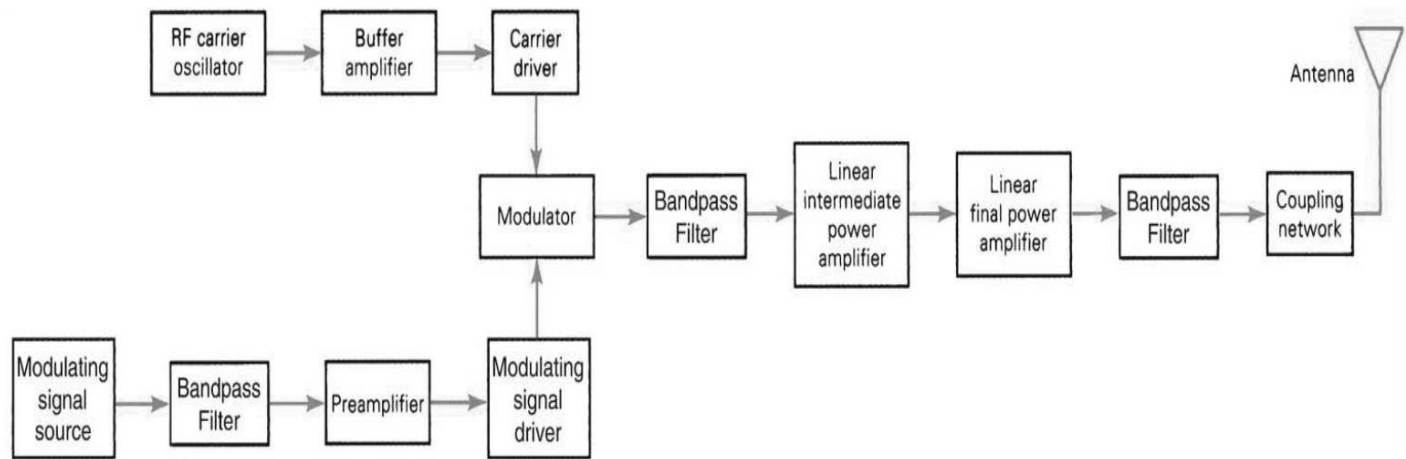 RF carrier
oscillator
Buffer
amplifier
Carrier
driver
Antenna
Modulator
Bandpass
Filter
Linear
intermediate
power
amplifier
Linear
final power
amplifier
Bandpass
Filter
Coupling
network
Modulating
signal
source
Bandpass
Filter
Preamplifier
Modulating
signal
driver